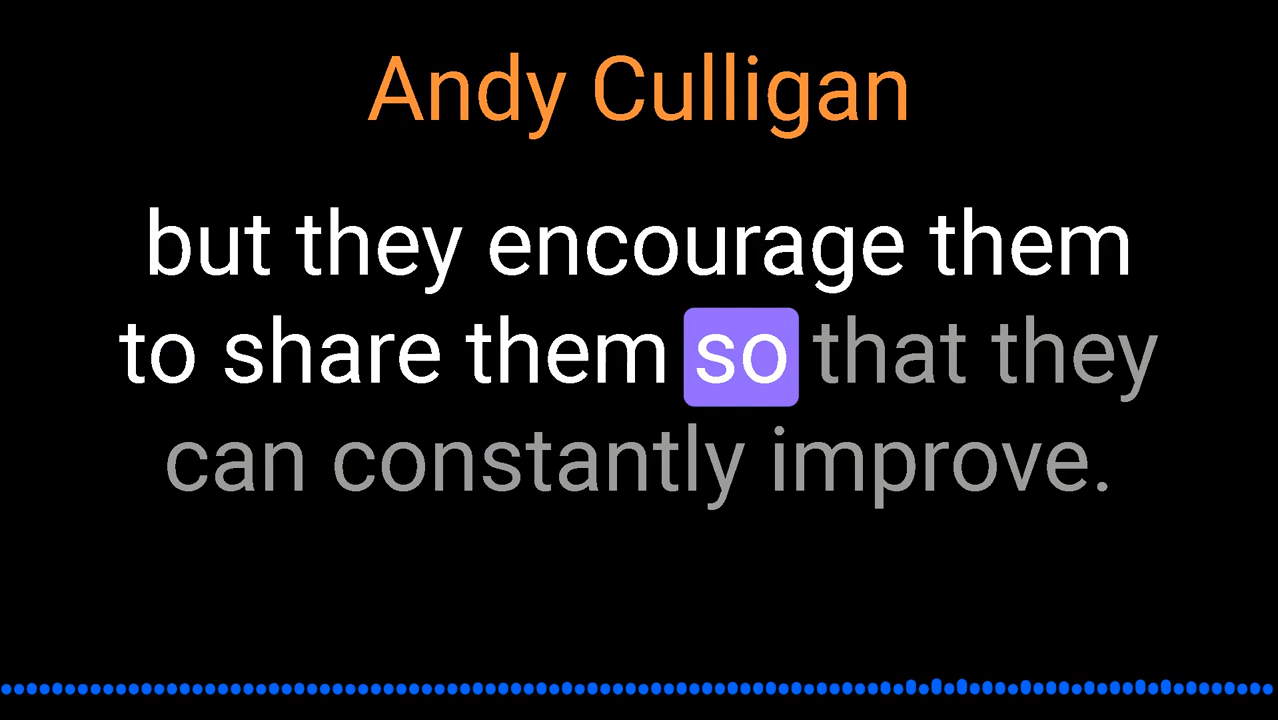 Andy Culligan
but they encourage them
to share them so that they
can constantly improve.